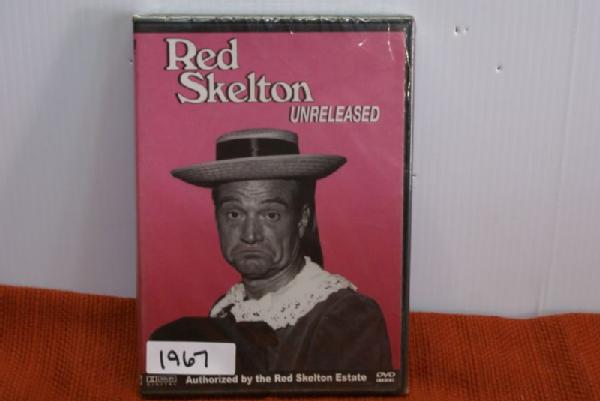 Red
Skelton
UNRELEASED
1967
Authorized by the Red Skelton Estate
DVD